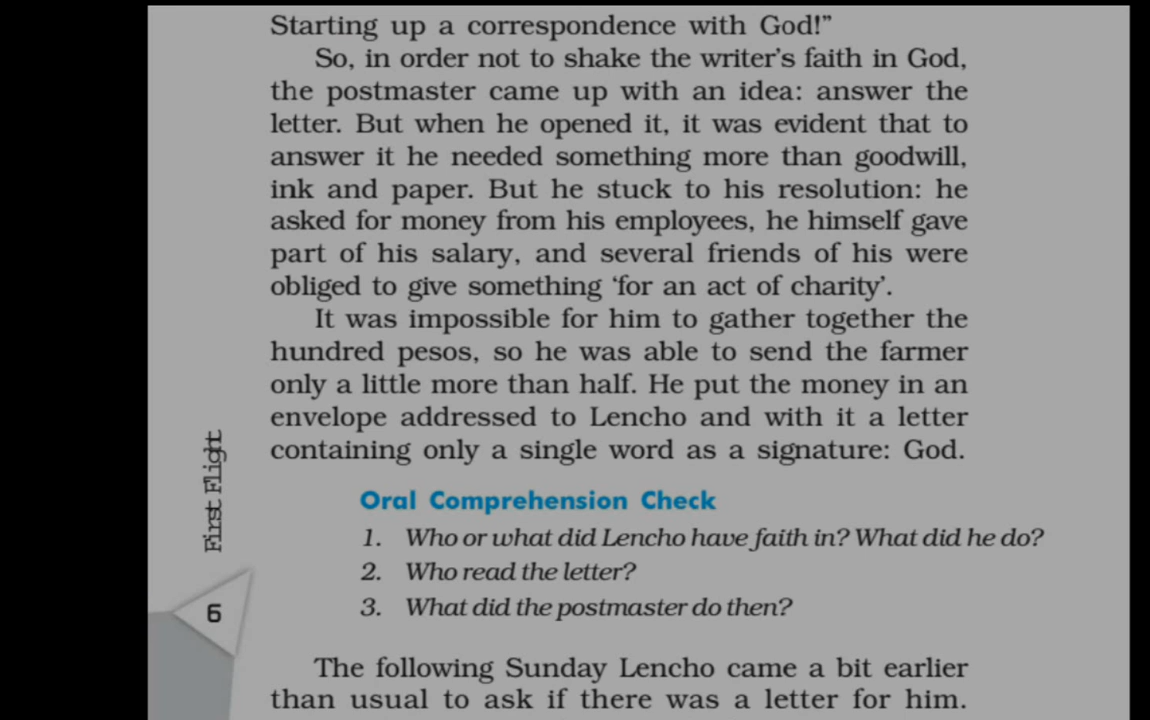 Starting up a correspondence with God!”
So, in order not to shake the writer’s faith in God,
the postmaster came up with an idea: answer the
letter. But when he opened it, it was evident that to
answer it he needed something more than goodwill,
ink and paper. But he stuck to his resolution: he
asked for money from his employees, he himself gave
part of his salary, and several friends of his were
obliged to give something ‘for an act of charity’.
It was impossible for him to gather together the
hundred pesos, so he was able to send the farmer
only a little more than half. He put the money in an
envelope addressed to Lencho and with it a letter
containing only a single word as a signature: God.
First Flight
6
Oral Comprehension Check
1. Who or what did Lencho have faith in? What did he do?
2. Who read the letter?
3. What did the postmaster do then?
The following Sunday Lencho came a bit earlier
than usual to ask if there was a letter for him.